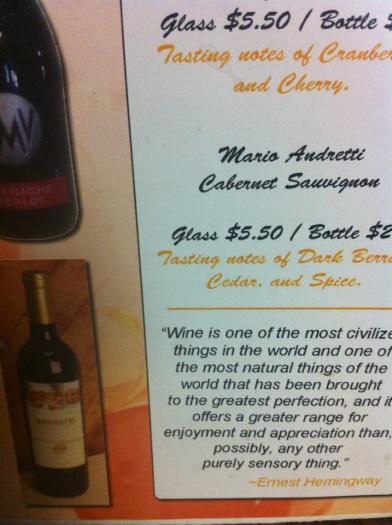 Glass $5.50 / Bottle $
Tasting notes of
and Cherry.
MV
MERLOT
Mario Andretti
Cabernet Sauvignon
Glass $5.50 / Bottle $2
Tasting notes of Dark
Cedar, and Spice.
ANDRETTI
"Wine is one of the most
things in the world and one of
the most natural things of the
world that has been brought
to the greatest perfection, and it
offers a greater range for
enjoyment and appreciation than,
possibly, any other
purely sensory thing."
~Ernest Hemingway